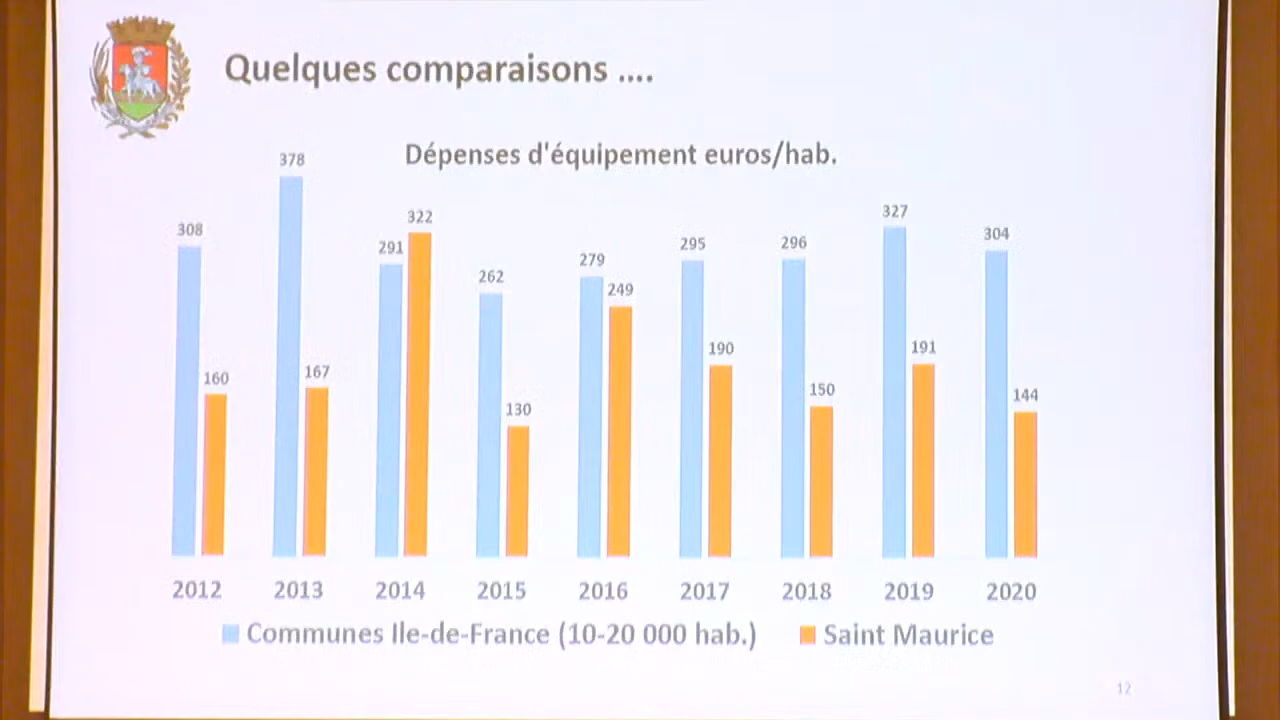 Quelques comparaisons ....
Dépenses d'équipement euros/hab.
308 378 291 322 262 279 249 295 296 327 304
160 167 130 190 150 191 144
2012 2013 2014 2015 2016 2017 2018 2019 2020
Communes Ile-de-France (10-20 000 hab.) Saint Maurice
12